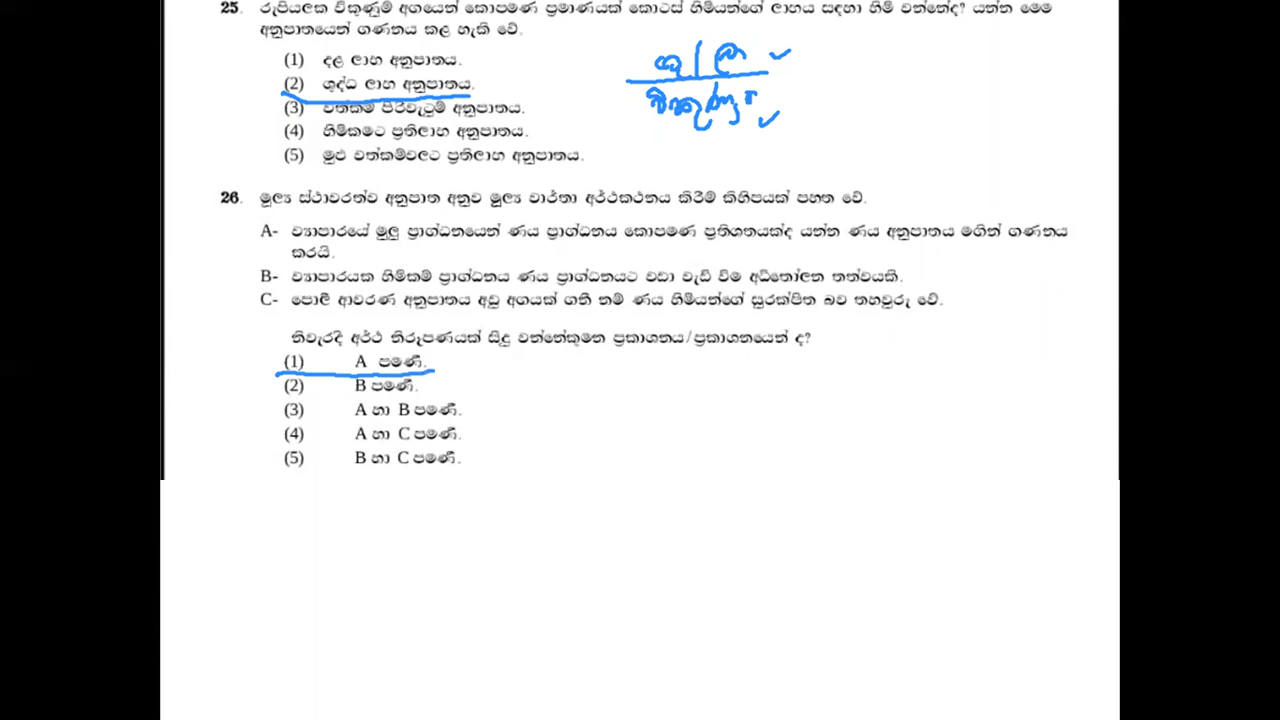 25. රුපියලක විකුණුම් අගයෙන් කොපමණ ප්‍රමාණයක් කොටස් හිමියන්ගේ ලාභය සඳහා හිමි වන්නේද? යන්න මෙම
අනුපාතයෙන් ගණනය කළ හැකි වේ.
(1) දළ ලාභ අනුපාතය.
ශු / ලා
(2) ශුද්ධ ලාභ අනුපාතය.
(3) වත්කම් පිරිවැටුම් අනුපාතය.
(4) හිමිකමට ප්‍රතිලාභ අනුපාතය.
(5) මුළු වත්කම්වලට ප්‍රතිලාභ අනුපාතය.
26. මූල්‍ය ස්ථාවරත්ව අනුපාත අනුව මූල්‍ය වාර්තා අර්ථකථනය කිරීම් කිහිපයක් පහත වේ.
A- ව්‍යාපාරයේ මුලු ප්‍රාග්ධනයෙන් ණය ප්‍රාග්ධනය කොපමණ ප්‍රතිශතයක්ද යන්න ණය අනුපාතය මගින් ගණනය
කරයි.
B- ව්‍යාපාරයක හිමිකම් ප්‍රාග්ධනය ණය ප්‍රාග්ධනයට වඩා වැඩි වීම අධිතෝලන තත්වයකි.
C- පොලී ආවරණ අනුපාතය අඩු අගයක් ගනී නම් ණය හිමියන්ගේ සුරක්ෂිත බව තහවුරු වේ.
නිවැරදි අර්ථ නිරූපණයක් සිදු වන්නේකුමන ප්‍රකාශනය/ප්‍රකාශනයෙන් ද?
(1) A පමණි.
(2) B පමණි.
(3) A හා B පමණි.
(4) A හා C පමණි.
(5) B හා C පමණි.